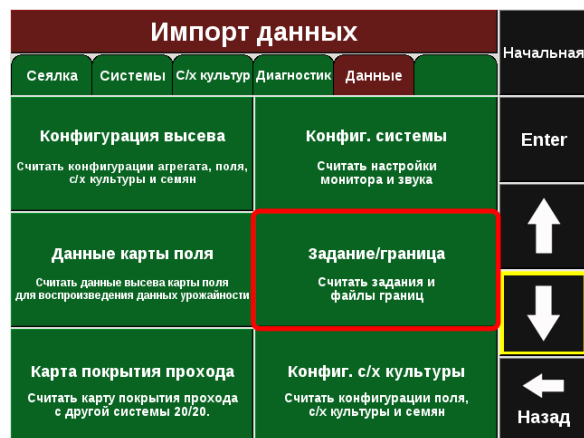 Импорт данных
Начальная
Сеялка Системы С/х культур Диагностик Данные
Конфигурация высева
Считать конфигурации агрегата, поля,
с/х культуры и семян
Конфиг. системы
Считать настройки
монитора и звука
Enter
Данные карты поля
Считать данные высева карты поля
для воспроизведения данных урожайности
Задание/граница
Считать задания и
файлы границ
Карта покрытия прохода
Считать карту покрытия прохода
с другой системы 20/20.
Конфиг. с/х культуры
Считать конфигурации поля,
с/х культуры и семян
Назад